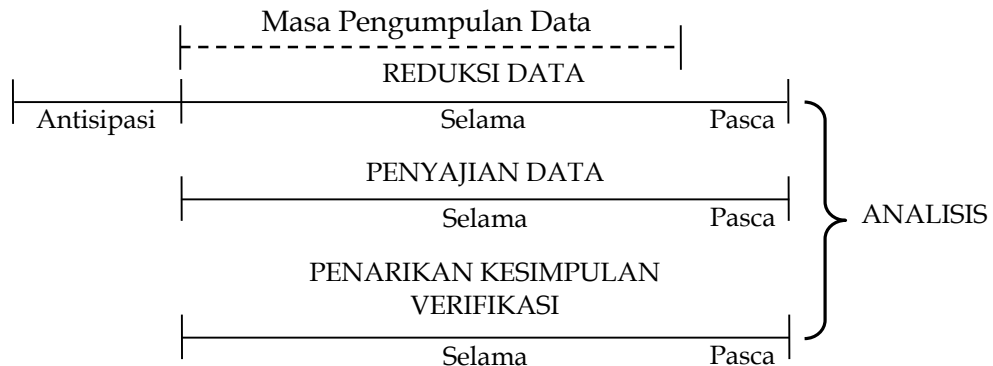 Masa Pengumpulan Data
REDUKSI DATA
Antisipasi Selama Pasca
PENYAJIAN DATA
Selama Pasca
ANALISIS
PENARIKAN KESIMPULAN
VERIFIKASI
Selama Pasca